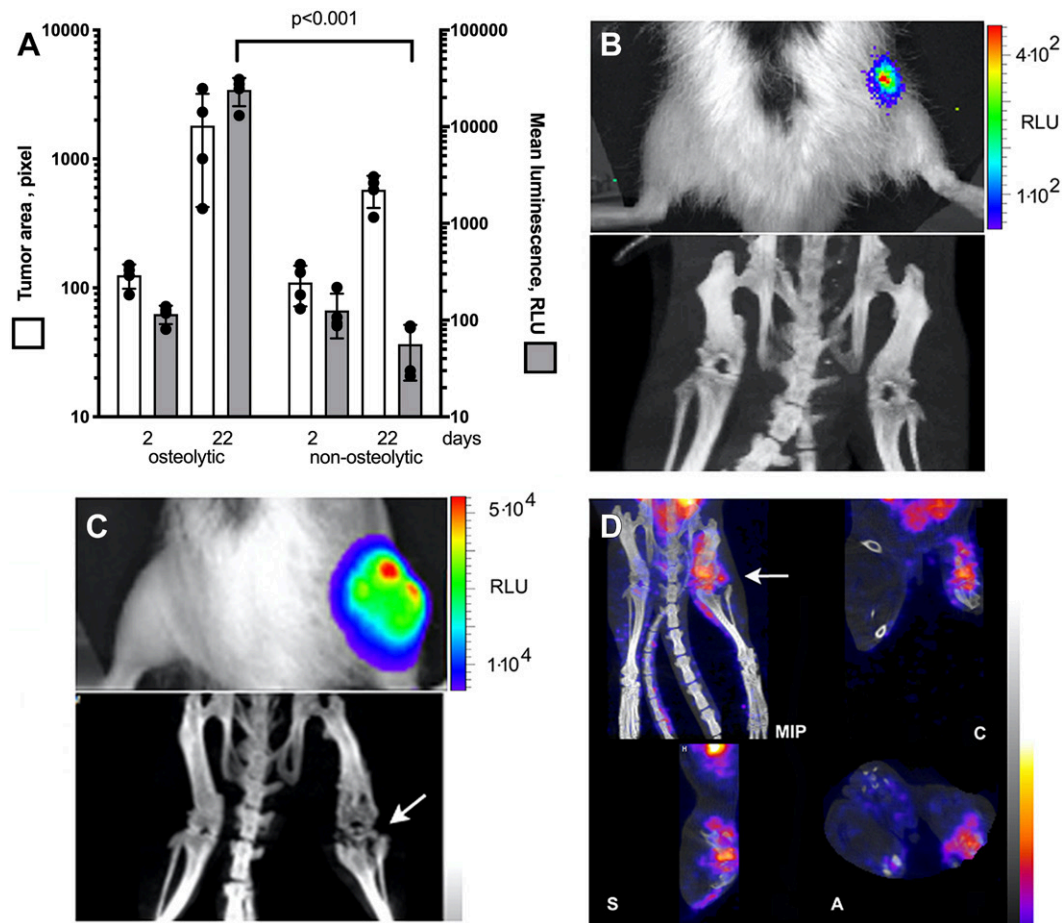 A
p<0.001
10000
1000
100
10
Tumor area , pixel
100000
10000
1000
100
10
Mean luminescence, RLU
2 22 2 22 days
osteolytic non-osteolytic
B
4·10²
RLU
1·10²
C
5·10⁴
RLU
1·10⁴
D
MIP
C
H
S
A